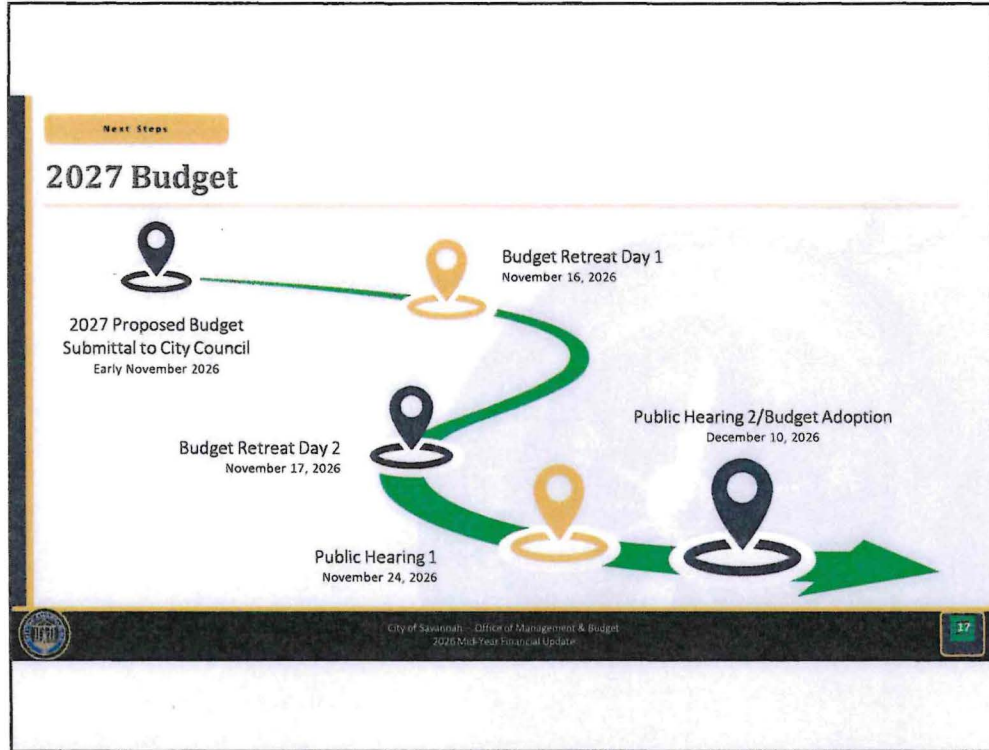 Next Steps
2027 Budget
2027 Proposed Budget
Submittal to City Council
Early November 2026
Budget Retreat Day 1
November 16, 2026
Budget Retreat Day 2
November 17, 2026
Public Hearing 1
November 24, 2026
Public Hearing 2/Budget Adoption
December 10, 2026
City of Savannah – Office of Management & Budget
2026 Mid-Year Financial Update
17